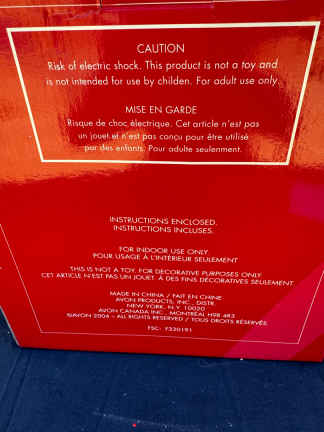 CAUTION
Risk of electric shock. This product is not a toy and
is not intended for use by childen. For adult use only.
MISE EN GARDE
Risque de choc électrique. Cet article n'est pas
un jouet et n'est pas conçu pour être utilisé
par des enfants. Pour adulte seulenment.
INSTRUCTIONS ENCLOSED.
INSTRUCTIONS INCLUSES.
FOR INDOOR USE ONLY
POUR USAGE À L'INTÉRIEUR SEULEMENT
THIS IS NOT A TOY. FOR DECORATIVE PURPOSES ONLY
CET ARTICLE N'EST PAS UN JOUET. À DES FINS DÉCORATIVES SEULEMENT
MADE IN CHINA / FAIT EN CHINE
AVON PRODUCTS, INC., DISTR.
NEW YORK, N.Y. 10020
AVON CANADA INC., MONTRÉAL H9R 4R3
©AVON 2004 – ALL RIGHTS RESERVED / TOUS DROITS RÉSERVÉS
FSC: F330191